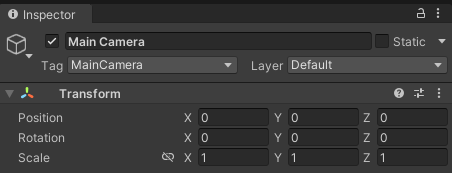 Inspector
Main Camera Static
Tag MainCamera Layer Default
Transform
Position X 0 Y 0 Z 0
Rotation X 0 Y 0 Z 0
Scale X 1 Y 1 Z 1